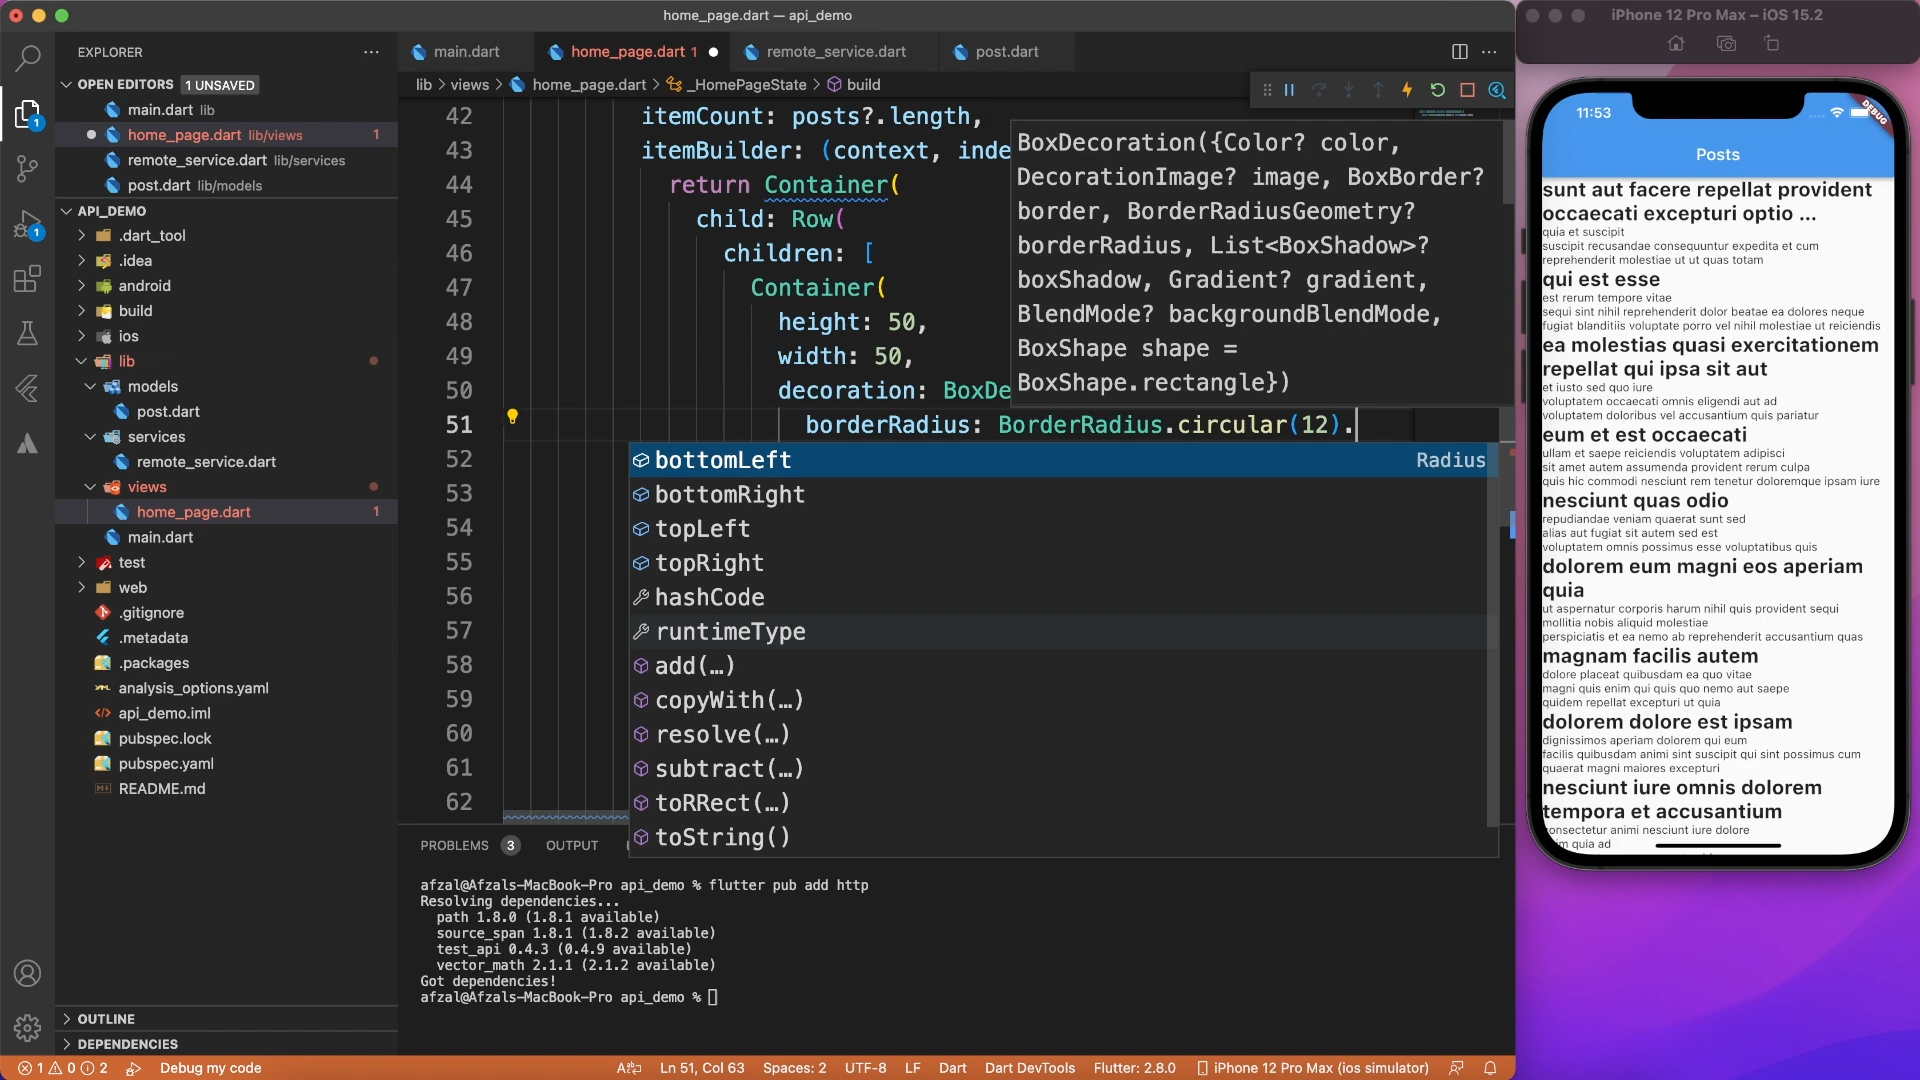 home_page.dart — api_demo
iPhone 12 Pro Max – iOS 15.2
EXPLORER
OPEN EDITORS 1 UNSAVED
main.dart lib
home_page.dart lib/views 1
remote_service.dart lib/services
post.dart lib/models
API_DEMO
.dart_tool
.idea
android
build
ios
lib
models
post.dart
services
remote_service.dart
views
home_page.dart 1
main.dart
test
web
.gitignore
.metadata
.packages
analysis_options.yaml
api_demo.iml
pubspec.lock
pubspec.yaml
README.md
OUTLINE
DEPENDENCIES
main.dart
home_page.dart 1
remote_service.dart
post.dart
lib > views > home_page.dart > _HomePageState > build
42 itemCount: posts?.length,
43 itemBuilder: (context, inde
44 return Container(
45 child: Row(
46 children: [
47 Container(
48 height: 50,
49 width: 50,
50 decoration: BoxDe
51 borderRadius: BorderRadius.circular(12).
52
53
54
55
56
57
58
59
60
61
62
BoxDecoration({Color? color,
DecorationImage? image, BoxBorder?
border, BorderRadiusGeometry?
borderRadius, List<BoxShadow>?
boxShadow, Gradient? gradient,
BlendMode? backgroundBlendMode,
BoxShape shape =
BoxShape.rectangle})
bottomLeft Radius
bottomRight
topLeft
topRight
hashCode
runtimeType
add(…)
copyWith(…)
resolve(…)
subtract(…)
toRRect(…)
toString()
PROBLEMS 3 OUTPUT
afzal@Afzals-MacBook-Pro api_demo % flutter pub add http
Resolving dependencies...
path 1.8.0 (1.8.1 available)
source_span 1.8.1 (1.8.2 available)
test_api 0.4.3 (0.4.9 available)
vector_math 2.1.1 (2.1.2 available)
Got dependencies!
afzal@Afzals-MacBook-Pro api_demo %
1 0 2 Debug my code Ln 51, Col 63 Spaces: 2 UTF-8 LF Dart Dart DevTools Flutter: 2.8.0 iPhone 12 Pro Max (ios simulator)
11:53
DEBUG
Posts
sunt aut facere repellat provident
occaecati excepturi optio ...
quia et suscipit
suscipit recusandae consequuntur expedita et cum
reprehenderit molestiae ut ut quas totam
qui est esse
est rerum tempore vitae
sequi sint nihil reprehenderit dolor beatae ea dolores neque
fugiat blanditiis voluptate porro vel nihil molestiae ut reiciendis
ea molestias quasi exercitationem
repellat qui ipsa sit aut
et iusto sed quo iure
voluptatem occaecati omnis eligendi aut ad
voluptatem doloribus vel accusantium quis pariatur
eum et est occaecati
ullam et saepe reiciendis voluptatem adipisci
sit amet autem assumenda provident rerum culpa
quis hic commodi nesciunt rem tenetur doloremque ipsam iure
nesciunt quas odio
repudiandae veniam quaerat sunt sed
alias aut fugiat sit autem sed est
voluptatem omnis possimus esse voluptatibus quis
dolorem eum magni eos aperiam
quia
ut aspernatur corporis harum nihil quis provident sequi
mollitia nobis aliquid molestiae
perspiciatis et ea nemo ab reprehenderit accusantium quas
magnam facilis autem
dolore placeat quibusdam ea quo vitae
magni quis enim qui quis quo nemo aut saepe
quidem repellat excepturi ut quia
dolorem dolore est ipsam
dignissimos aperiam dolorem qui eum
facilis quibusdam animi sint suscipit qui sint possimus cum
quaerat magni maiores excepturi
nesciunt iure omnis dolorem
tempora et accusantium
consectetur animi nesciunt iure dolore
quia ad